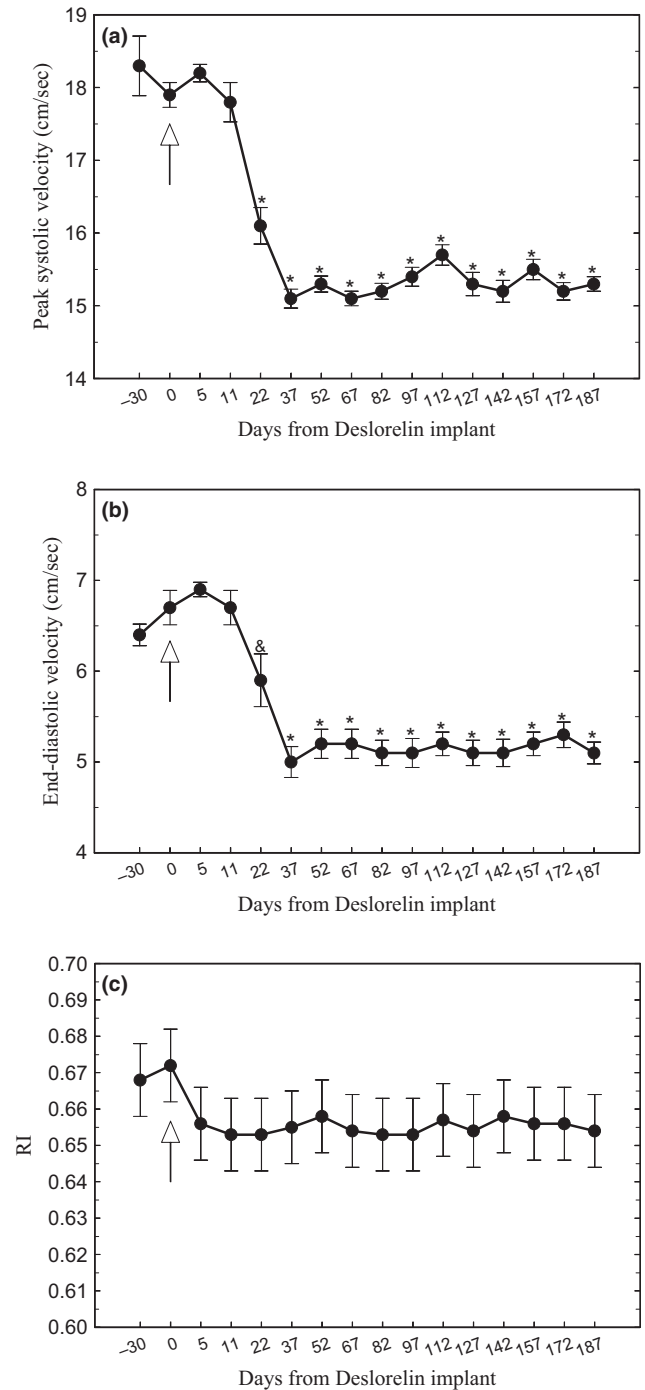 (a)
Peak systolic velocity (cm/sec)
19
18
17
16
15
14
* * * * * * * * * * * *
–30 0 5 11 22 37 52 67 82 97 112 127 142 157 172 187
Days from Deslorelin implant
(b)
End-diastolic velocity (cm/sec)
8
7
6
5
4
& * * * * * * * * * * *
–30 0 5 11 22 37 52 67 82 97 112 127 142 157 172 187
Days from Deslorelin implant
(c)
RI
0.70
0.69
0.68
0.67
0.66
0.65
0.64
0.63
0.62
0.61
0.60
–30 0 5 11 22 37 52 67 82 97 112 127 142 157 172 187
Days from Deslorelin implant